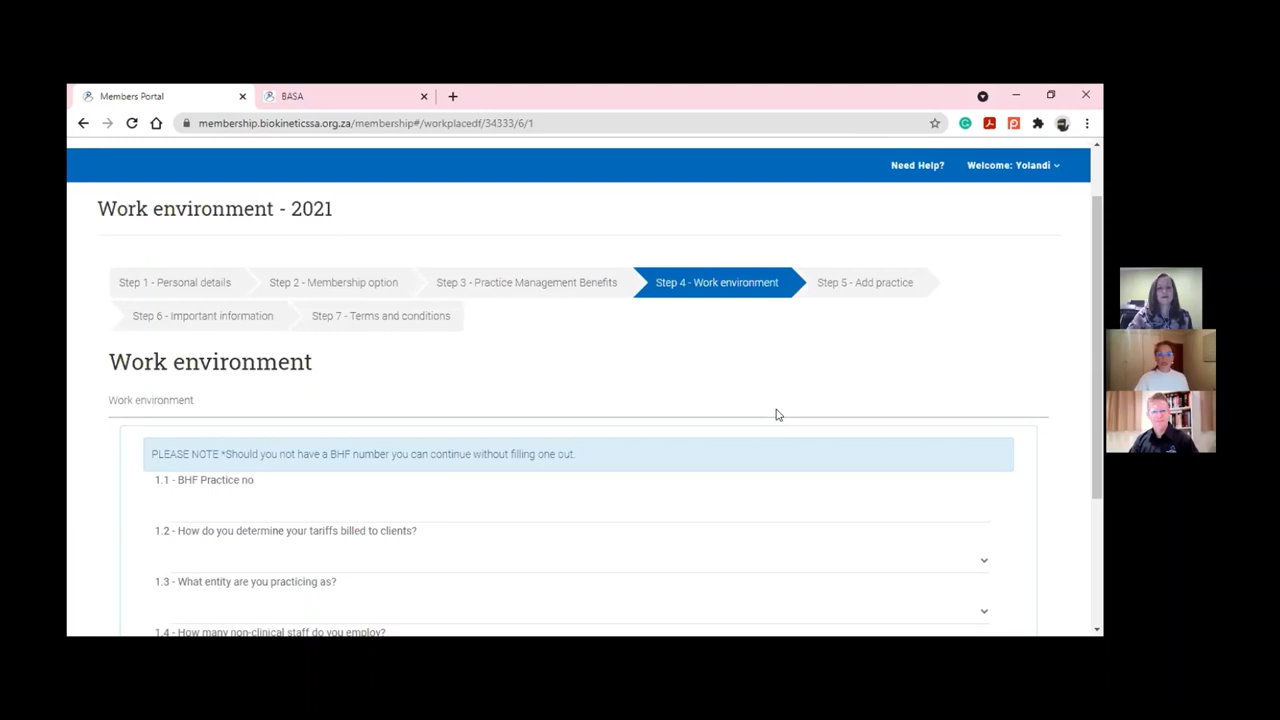 Members Portal
BASA
membership.biokineticssa.org.za/membership#/workplacedf/34333/6/1
Need Help?
Welcome: Yolandi
Work environment - 2021
Step 1 - Personal details
Step 2 - Membership option
Step 3 - Practice Management Benefits
Step 4 - Work environment
Step 5 - Add practice
Step 6 - Important information
Step 7 - Terms and conditions
Work environment
Work environment
PLEASE NOTE *Should you not have a BHF number you can continue without filling one out.
1.1 - BHF Practice no
1.2 - How do you determine your tariffs billed to clients?
1.3 - What entity are you practicing as?
1.4 - How many non-clinical staff do you employ?